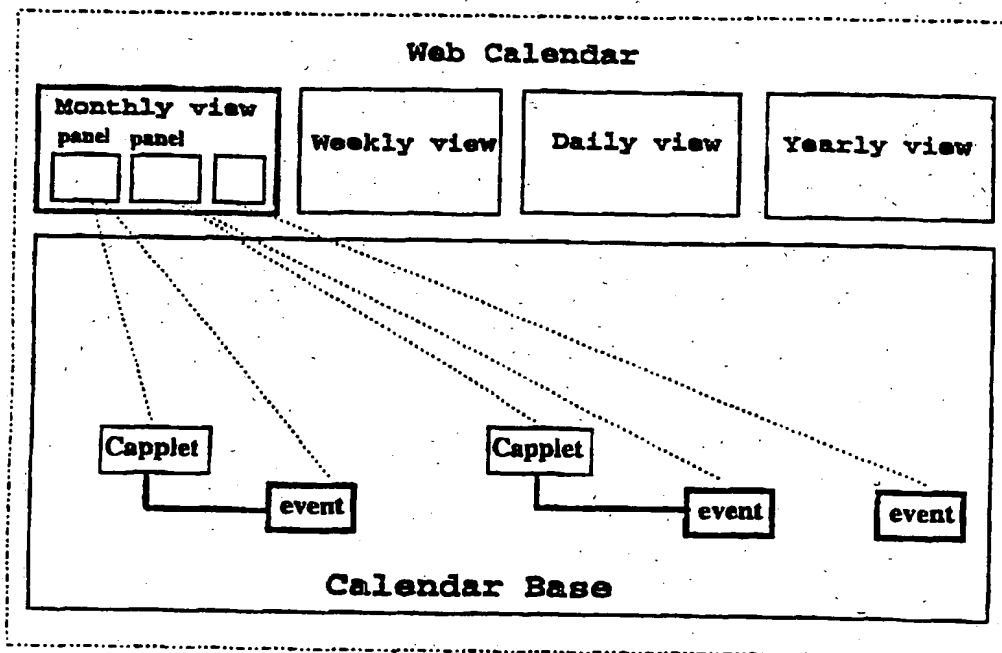 Web Calendar
Monthly view
panel panel
Weekly view
Daily view
Yearly view
Capplet
Capplet
event
event
event
Calendar Base